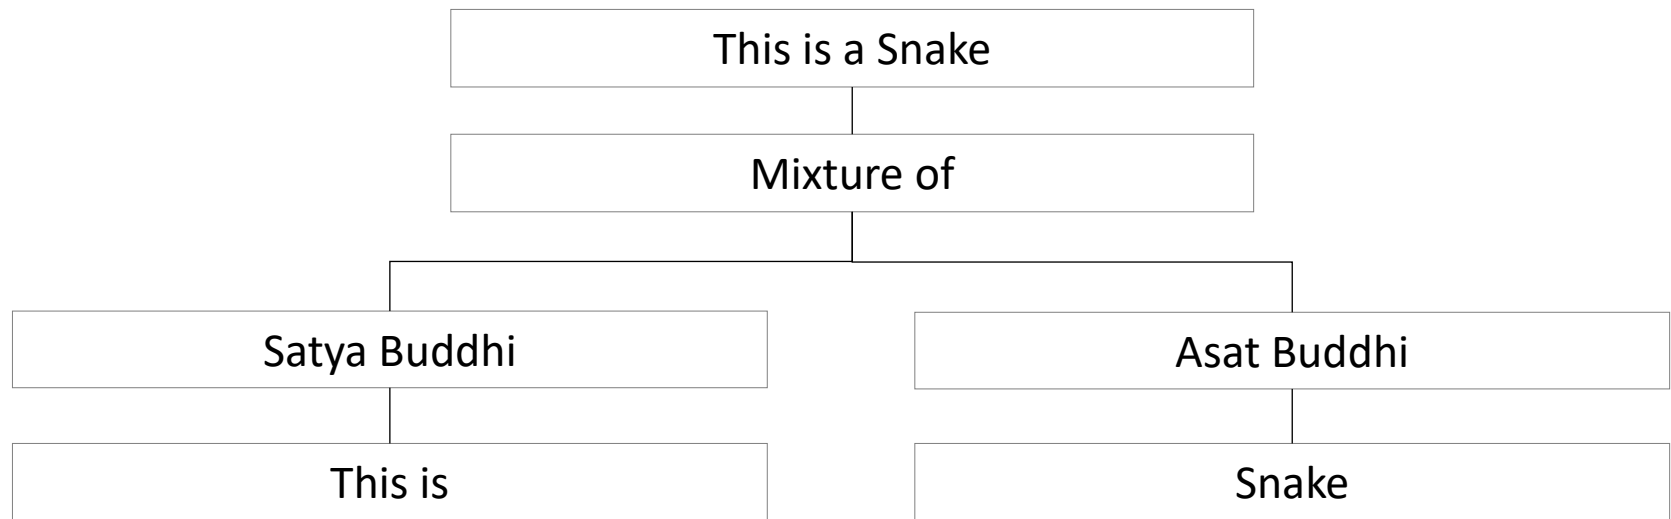 This is a Snake
Mixture of
Satya Buddhi
Asat Buddhi
This is
Snake